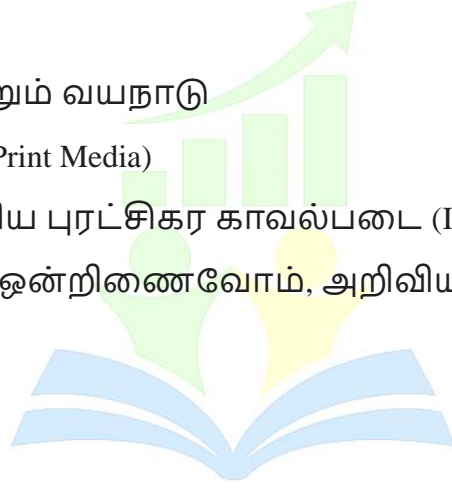 றும் வயநாடு
Print Media)
ிய புரட்சிகர காவல்படை (I
ஒன்றிணைவோம், அறிவிய